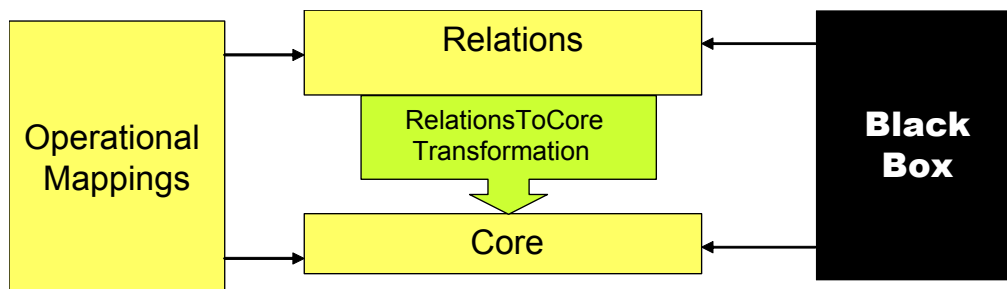 Operational
Mappings
Relations
RelationsToCore
Transformation
Core
Black
Box